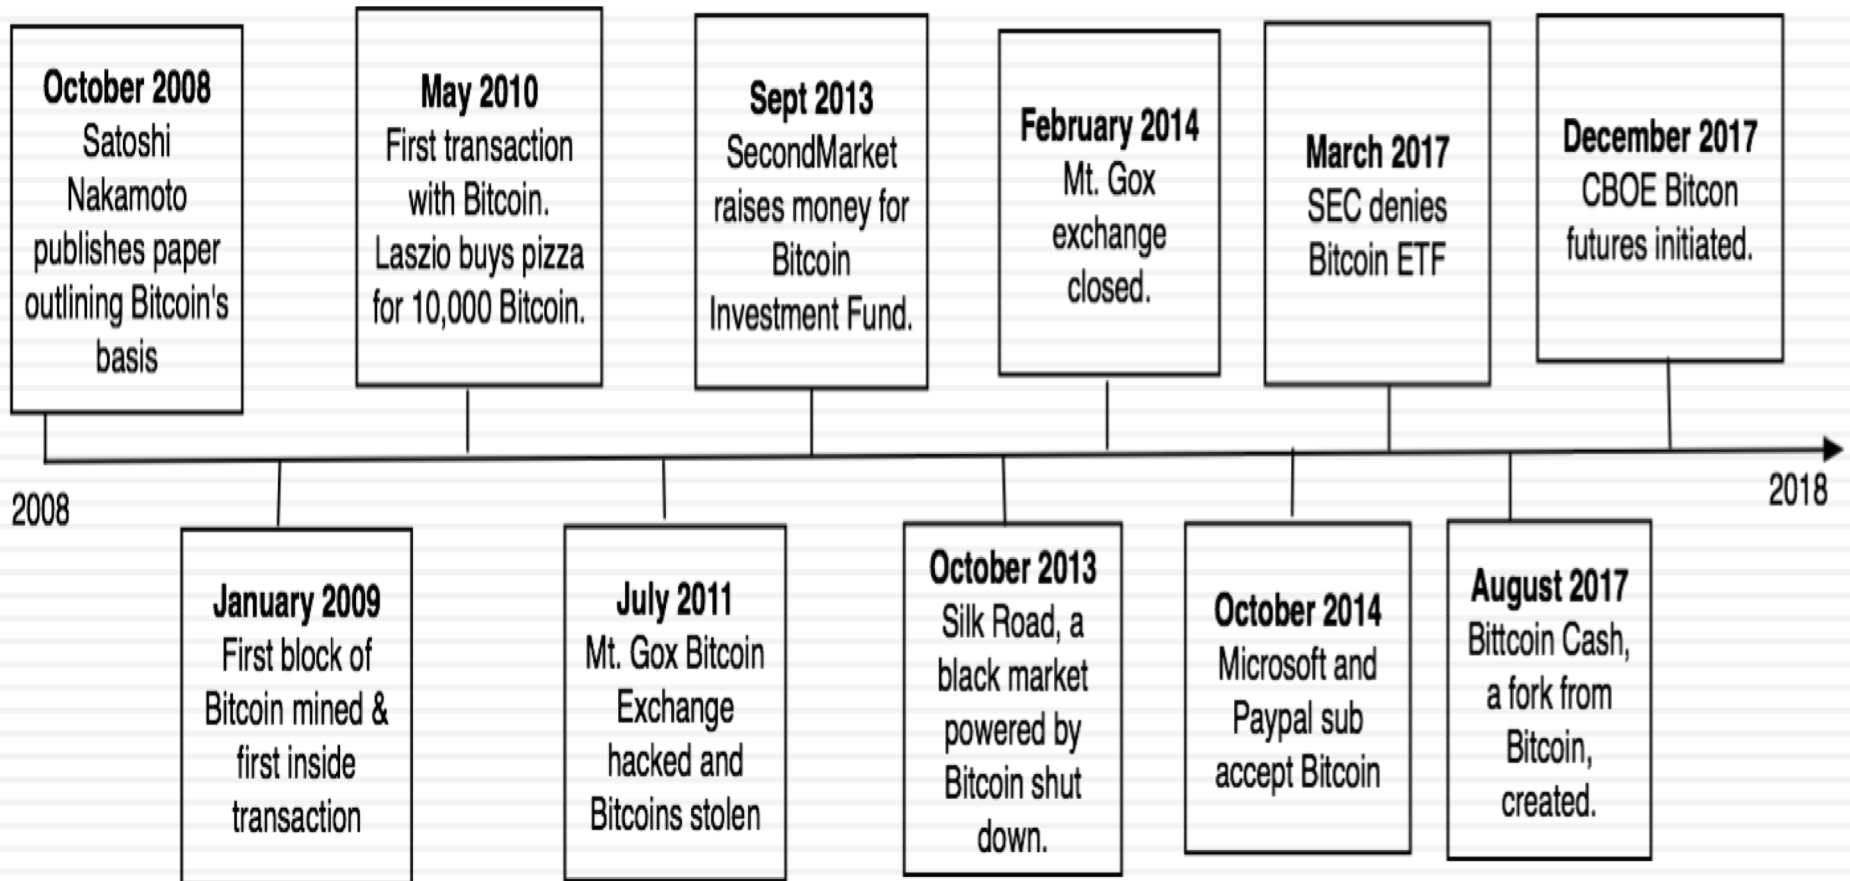 October 2008
Satoshi
Nakamoto
publishes paper
outlining Bitcoin's
basis
May 2010
First transaction
with Bitcoin.
Laszio buys pizza
for 10,000 Bitcoin.
Sept 2013
SecondMarket
raises money for
Bitcoin
Investment Fund.
February 2014
Mt. Gox
exchange
closed.
March 2017
SEC denies
Bitcoin ETF
December 2017
CBOE Bitcon
futures initiated.
2008
2018
January 2009
First block of
Bitcoin mined &
first inside
transaction
July 2011
Mt. Gox Bitcoin
Exchange
hacked and
Bitcoins stolen
October 2013
Silk Road, a
black market
powered by
Bitcoin shut
down.
October 2014
Microsoft and
Paypal sub
accept Bitcoin
August 2017
Bittcoin Cash,
a fork from
Bitcoin,
created.